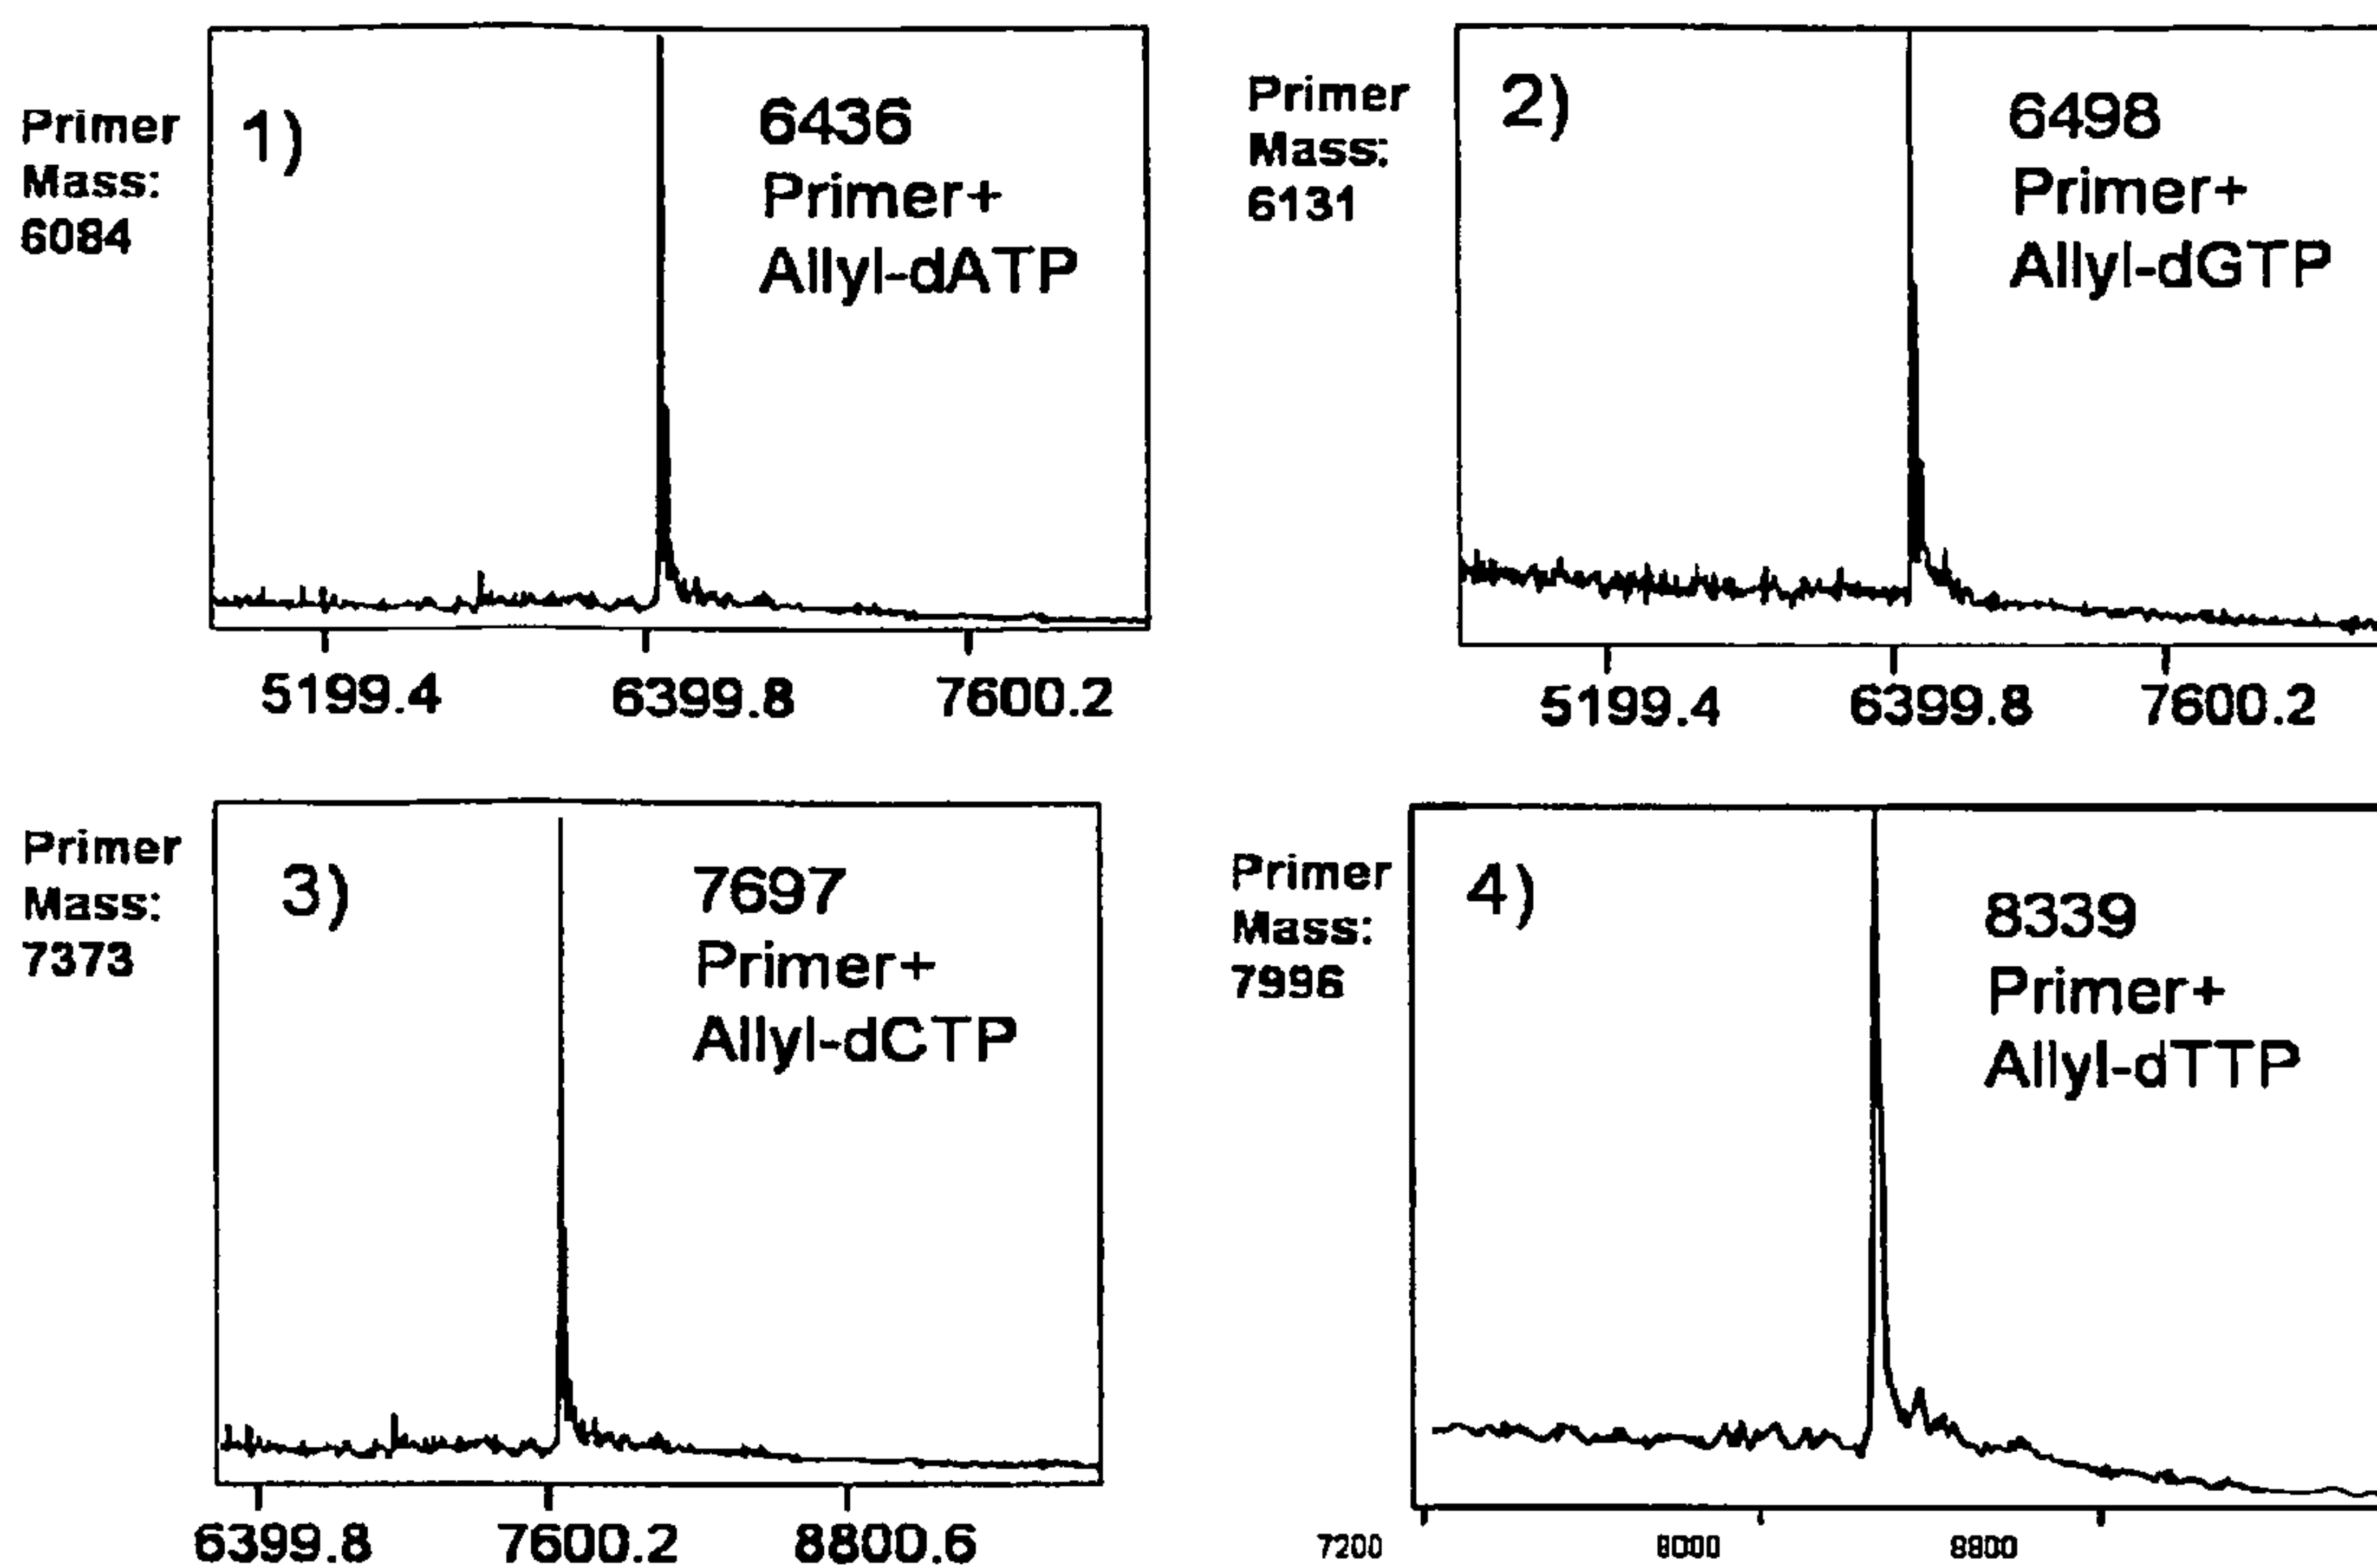 Primer
Mass:
6084
1)
6436
Primer+
Allyl-dATP
5199.4
6399.8
7600.2
Primer
Mass:
6131
2)
6498
Primer+
Allyl-dGTP
5199.4
6399.8
7600.2
Primer
Mass:
7373
3)
7697
Primer+
Allyl-dCTP
6399.8
7600.2
8800.6
Primer
Mass:
7996
4)
8339
Primer+
Allyl-dTTP
7200
8000
8800